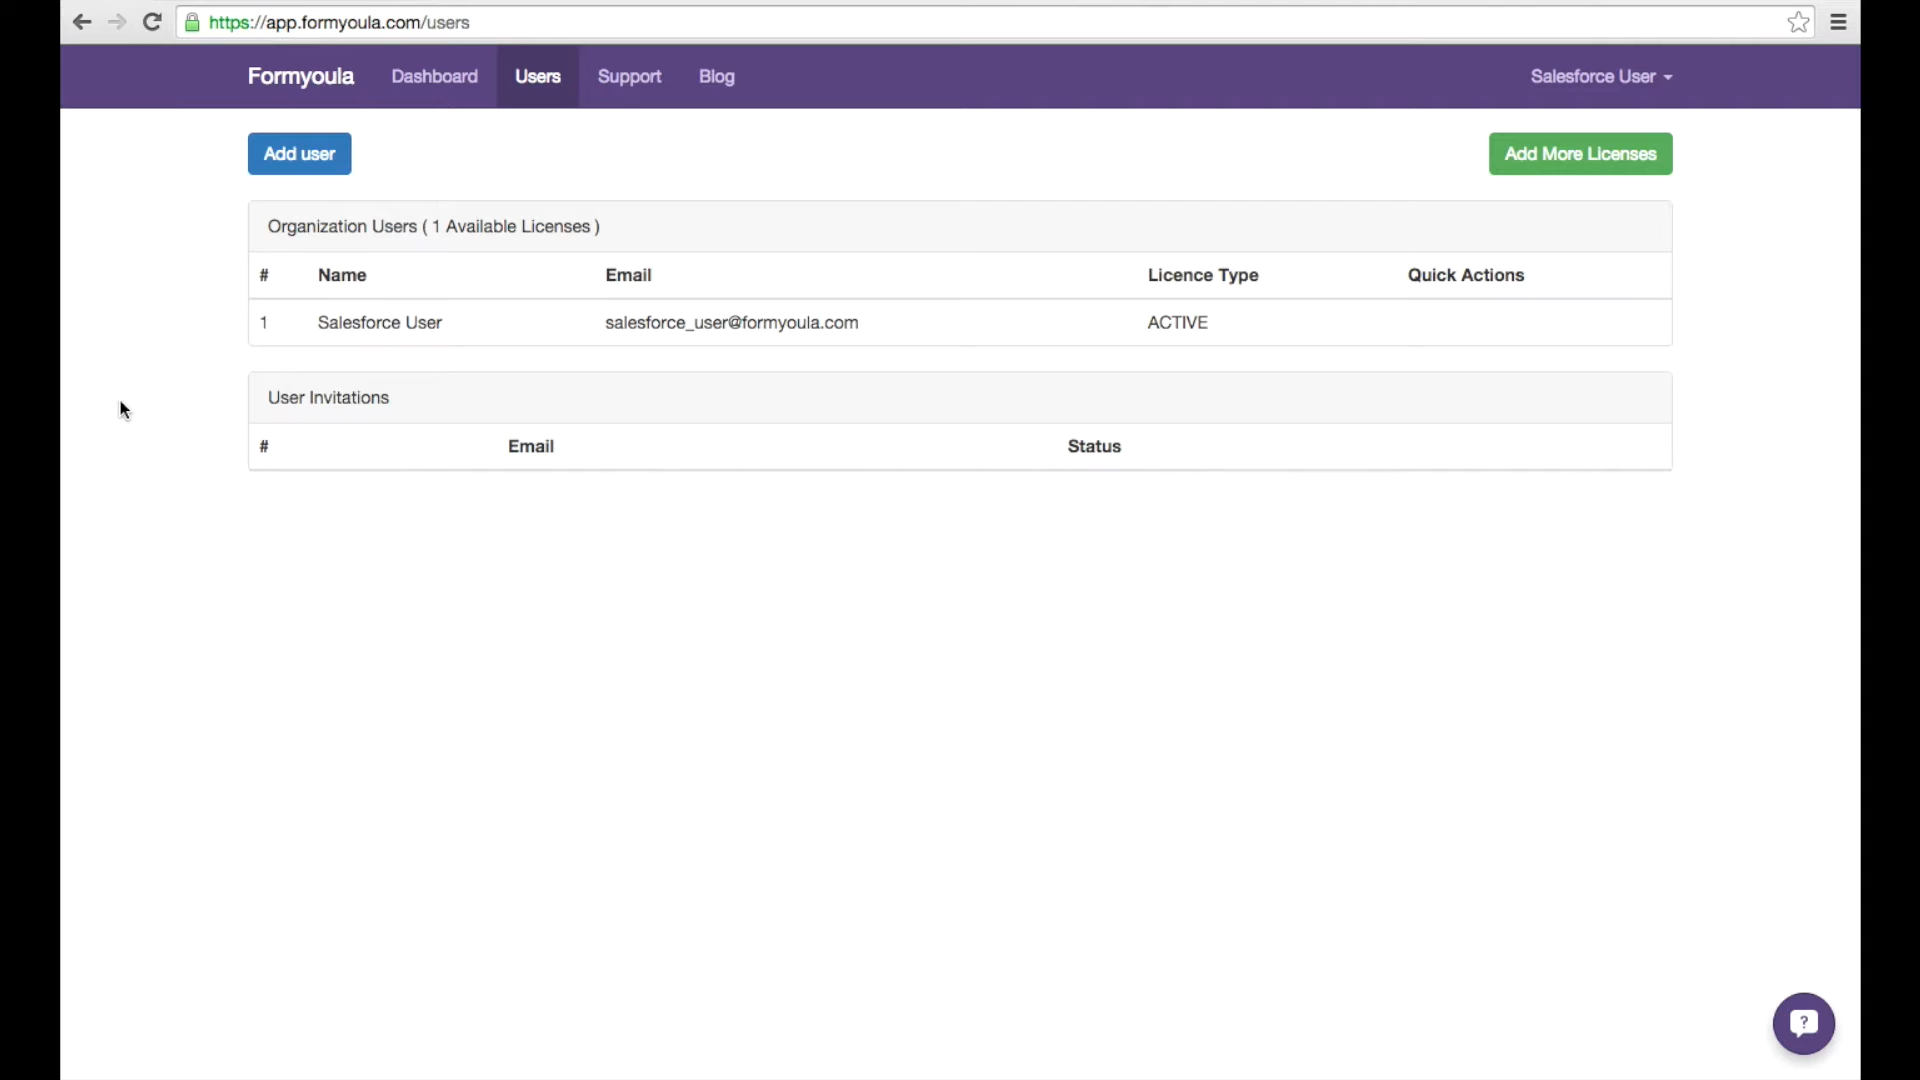 https://app.formyoula.com/users
Formyoula Dashboard Users Support Blog Salesforce User
Add user Add More Licenses
Organization Users ( 1 Available Licenses )
# Name Email Licence Type Quick Actions
1 Salesforce User salesforce_user@formyoula.com ACTIVE
User Invitations
# Email Status
?